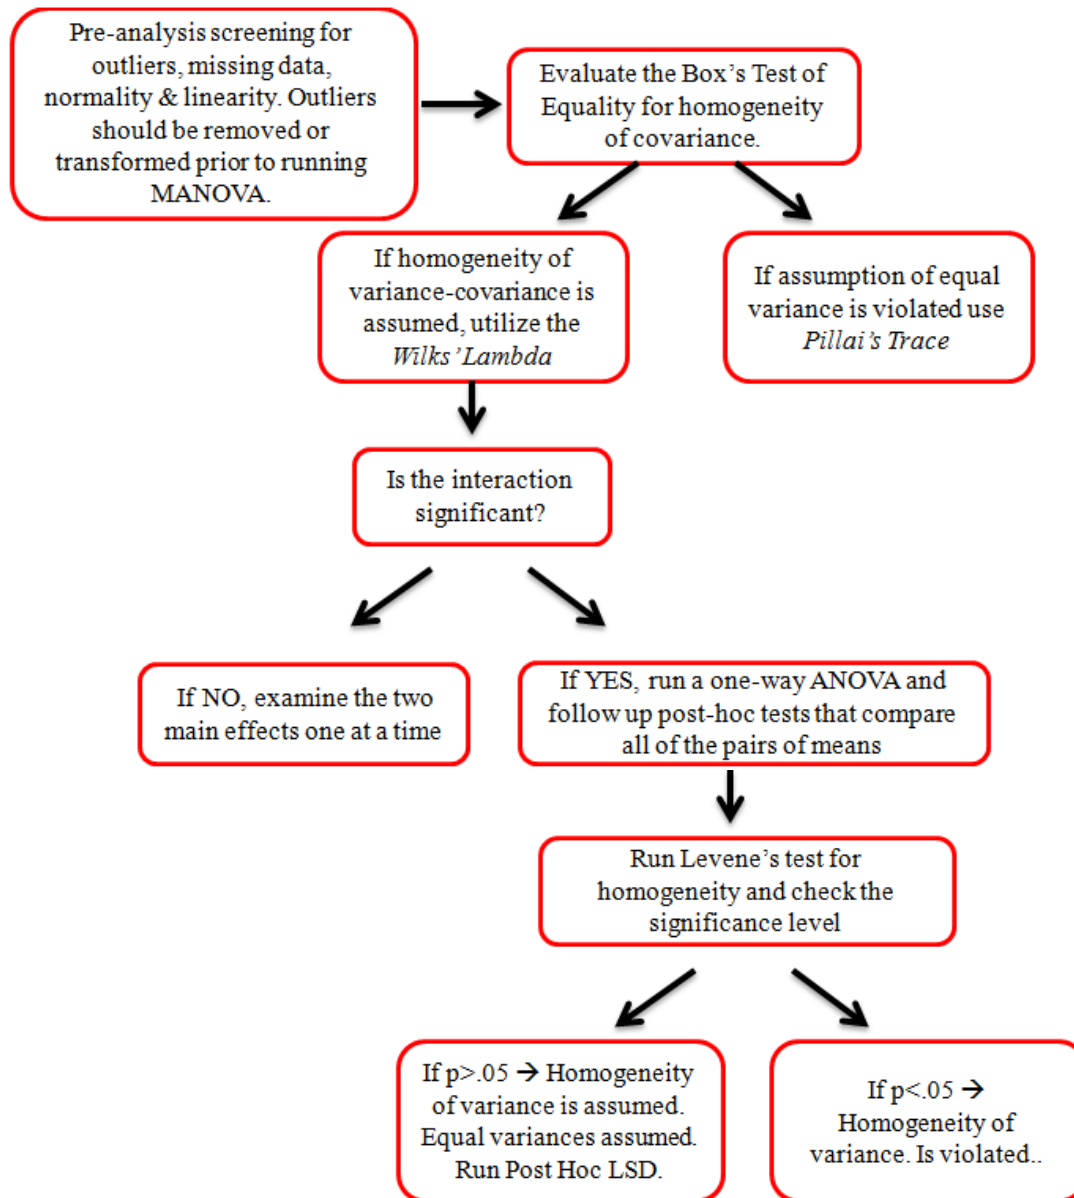 Pre-analysis screening for
outliers, missing data,
normality & linearity. Outliers
should be removed or
transformed prior to running
MANOVA.
Evaluate the Box’s Test of
Equality for homogeneity
of covariance.
If homogeneity of
variance-covariance is
assumed, utilize the
Wilks’ Lambda
If assumption of equal
variance is violated use
Pillai’s Trace
Is the interaction
significant?
If NO, examine the two
main effects one at a time
If YES, run a one-way ANOVA and
follow up post-hoc tests that compare
all of the pairs of means
Run Levene’s test for
homogeneity and check the
significance level
If p>.05 → Homogeneity
of variance is assumed.
Equal variances assumed.
Run Post Hoc LSD.
If p<.05 →
Homogeneity of
variance. Is violated..